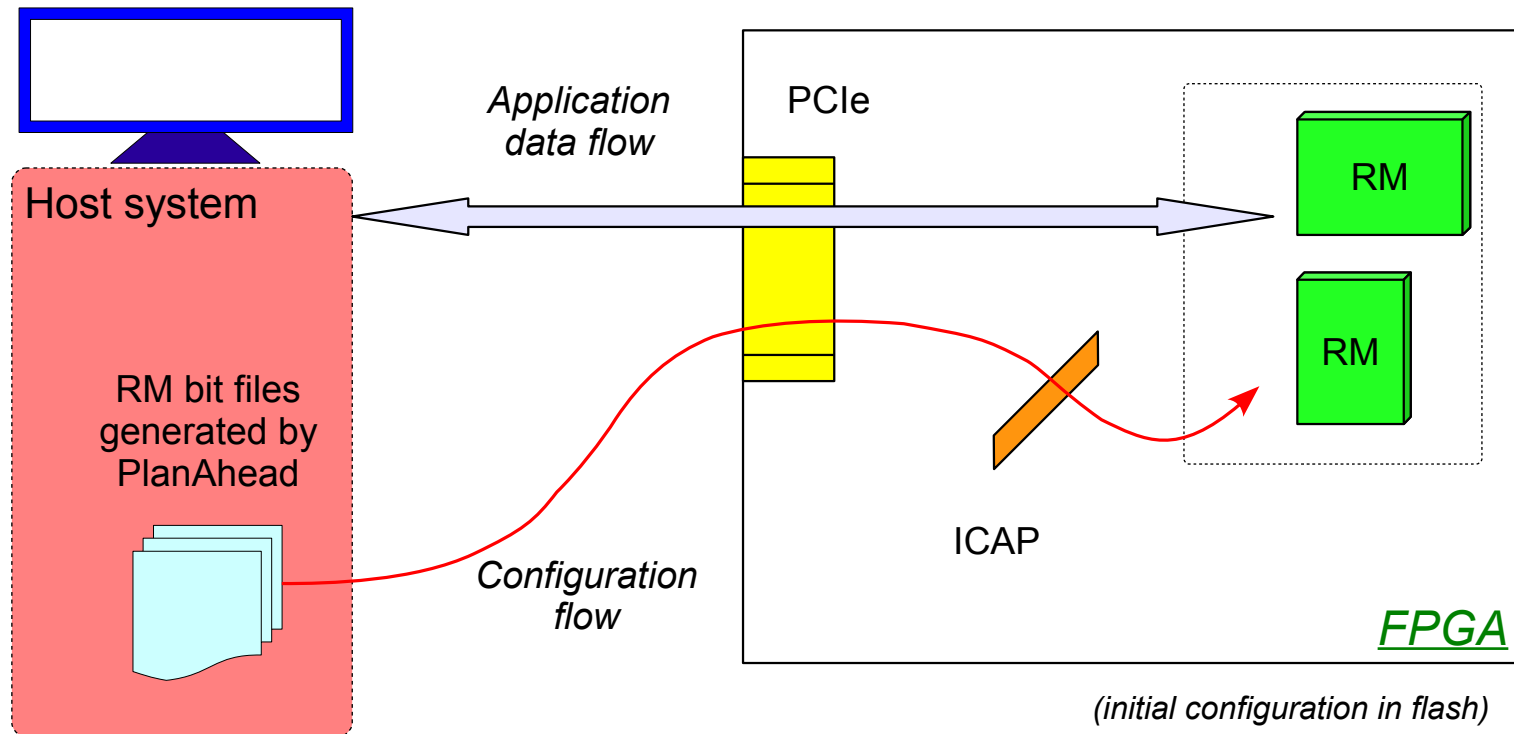 Application
data flow
PCIe
RM
Host system
RM
RM bit files
generated by
PlanAhead
ICAP
Configuration
flow
FPGA
(initial configuration in flash)